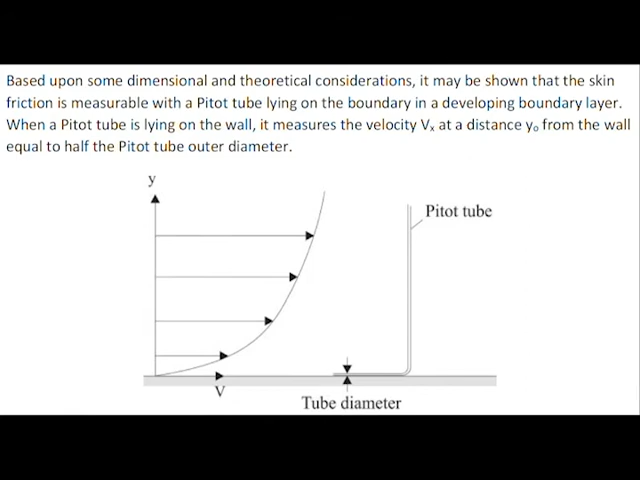 Based upon some dimensional and theoretical considerations, it may be shown that the skin
friction is measurable with a Pitot tube lying on the boundary in a developing boundary layer.
When a Pitot tube is lying on the wall, it measures the velocity Vₓ at a distance yₒ from the wall
equal to half the Pitot tube outer diameter.
y
Pitot tube
V
Tube diameter